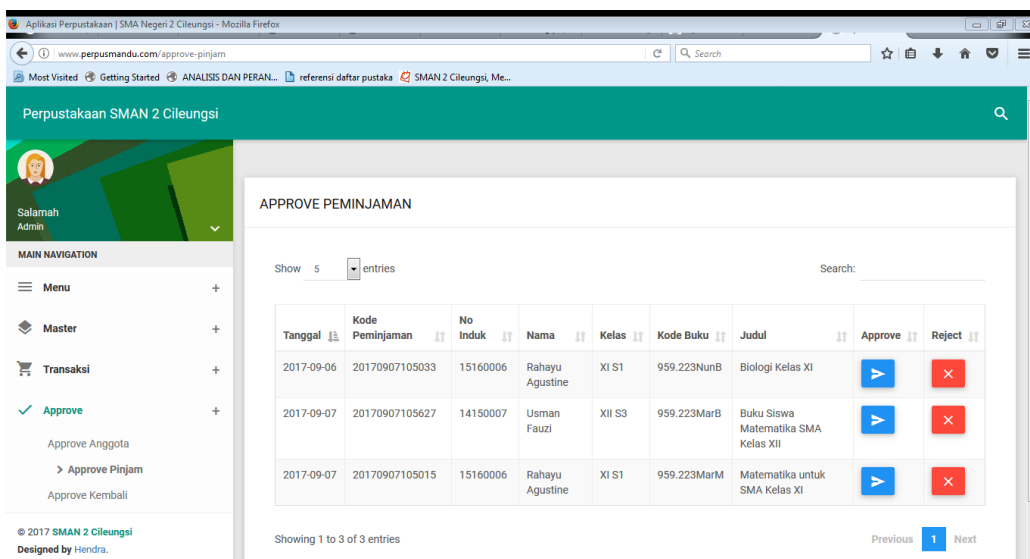 Aplikasi Perpustakaan | SMA Negeri 2 Cileungsi - Mozilla Firefox
www.perpusmandu.com/approve-pinjam
Search
Most Visited Getting Started ANALISIS DAN PERAN... referensi daftar pustaka SMAN 2 Cileungsi, Me...
Perpustakaan SMAN 2 Cileungsi
Salamah
Admin
MAIN NAVIGATION
Menu
Master
Transaksi
Approve
Approve Anggota
Approve Pinjam
Approve Kembali
© 2017 SMAN 2 Cileungsi
Designed by Hendra.
APPROVE PEMINJAMAN
Show 5 entries Search:
Tanggal Kode Peminjaman No Induk Nama Kelas Kode Buku Judul Approve Reject
2017-09-06 20170907105033 15160006 Rahayu Agustine XI S1 959.223NunB Biologi Kelas XI
2017-09-07 20170907105627 14150007 Usman Fauzi XII S3 959.223MarB Buku Siswa Matematika SMA Kelas XII
2017-09-07 20170907105015 15160006 Rahayu Agustine XI S1 959.223MarM Matematika untuk SMA Kelas XI
Showing 1 to 3 of 3 entries
Previous 1 Next